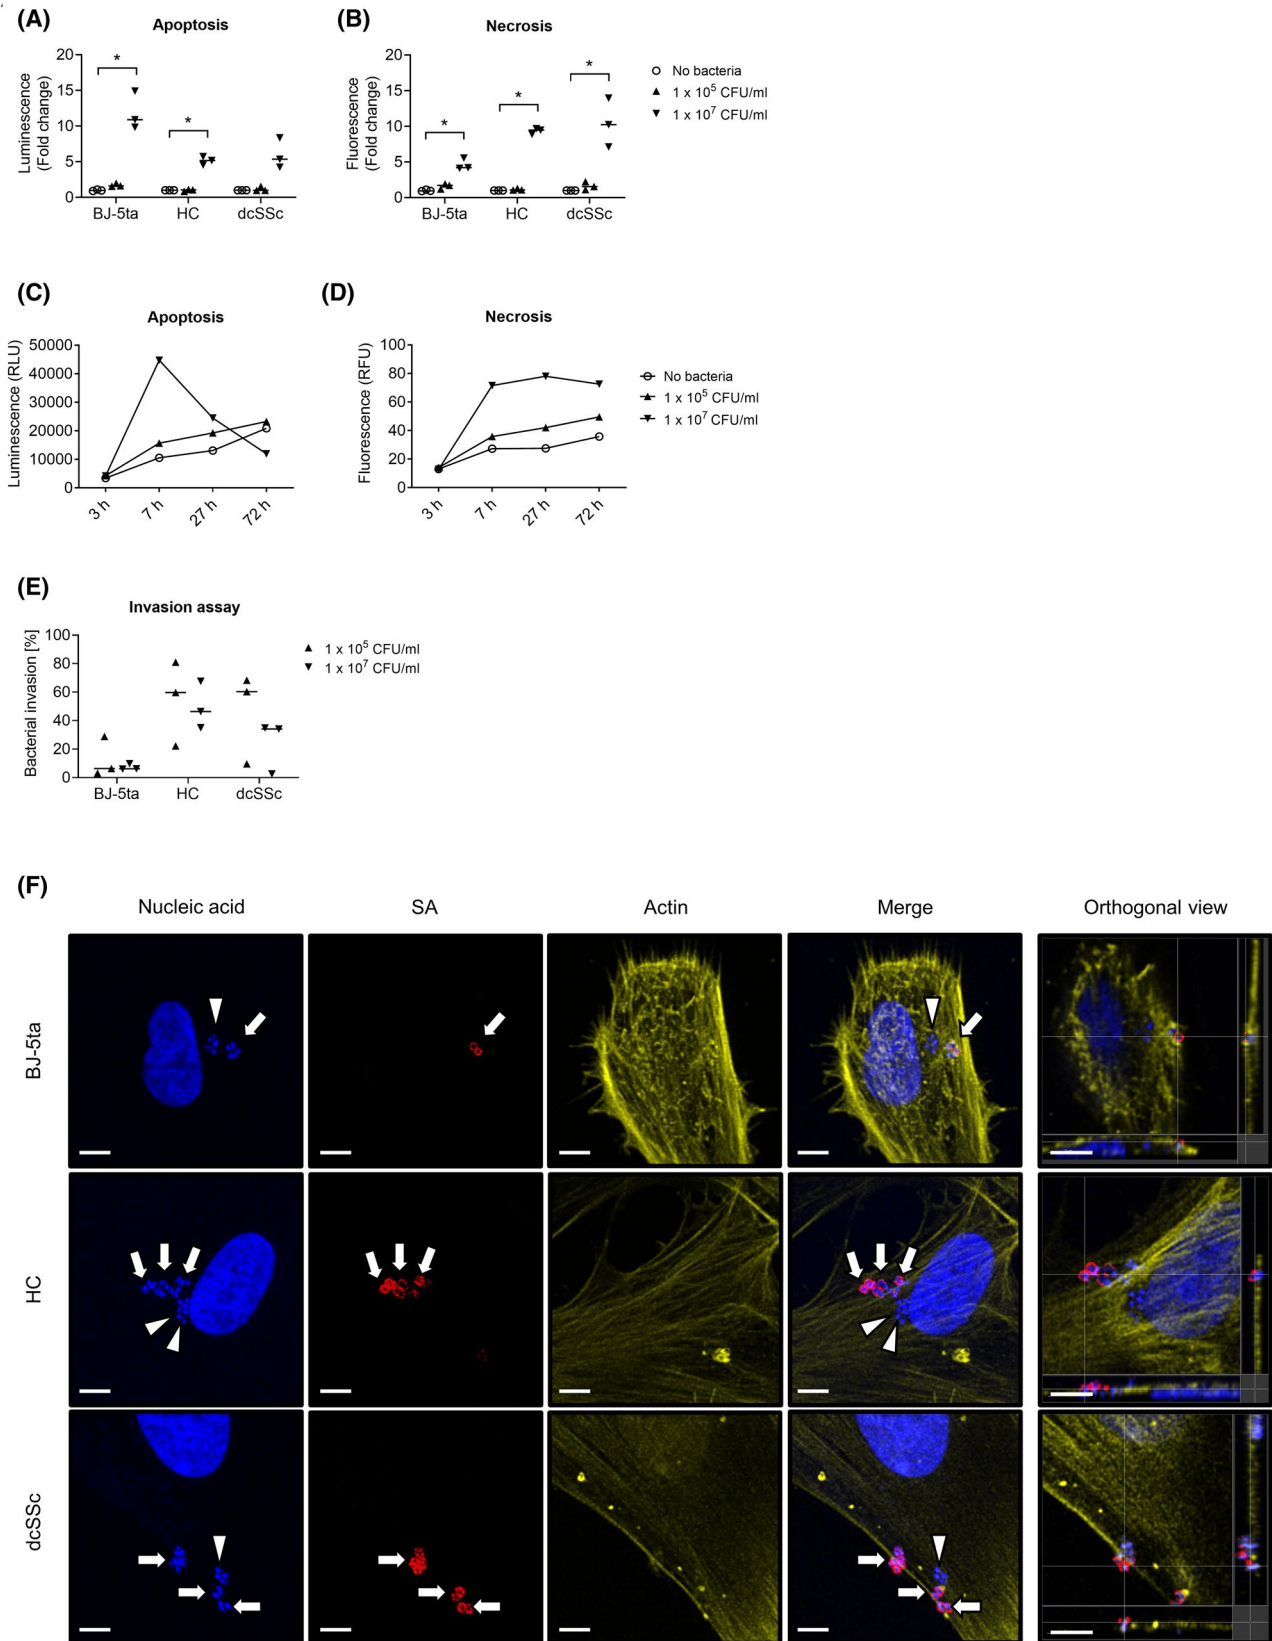 (A)
Apoptosis
Luminescence
(Fold change)
20
15
10
5
0
*
*
BJ-5ta HC dcSSc
(B)
Necrosis
Fluorescence
(Fold change)
20
15
10
5
0
*
*
*
BJ-5ta HC dcSSc
No bacteria
1 x 10⁵ CFU/ml
1 x 10⁷ CFU/ml
(C)
Apoptosis
Luminescence (RLU)
50000
40000
30000
20000
10000
0
3 h 7 h 27 h 72 h
(D)
Necrosis
Fluorescence (RFU)
100
80
60
40
20
0
3 h 7 h 27 h 72 h
No bacteria
1 x 10⁵ CFU/ml
1 x 10⁷ CFU/ml
(E)
Invasion assay
Bacterial invasion [%]
100
80
60
40
20
0
BJ-5ta HC dcSSc
1 x 10⁵ CFU/ml
1 x 10⁷ CFU/ml
(F)
Nucleic acid SA Actin Merge Orthogonal view
BJ-5ta
HC
dcSSc